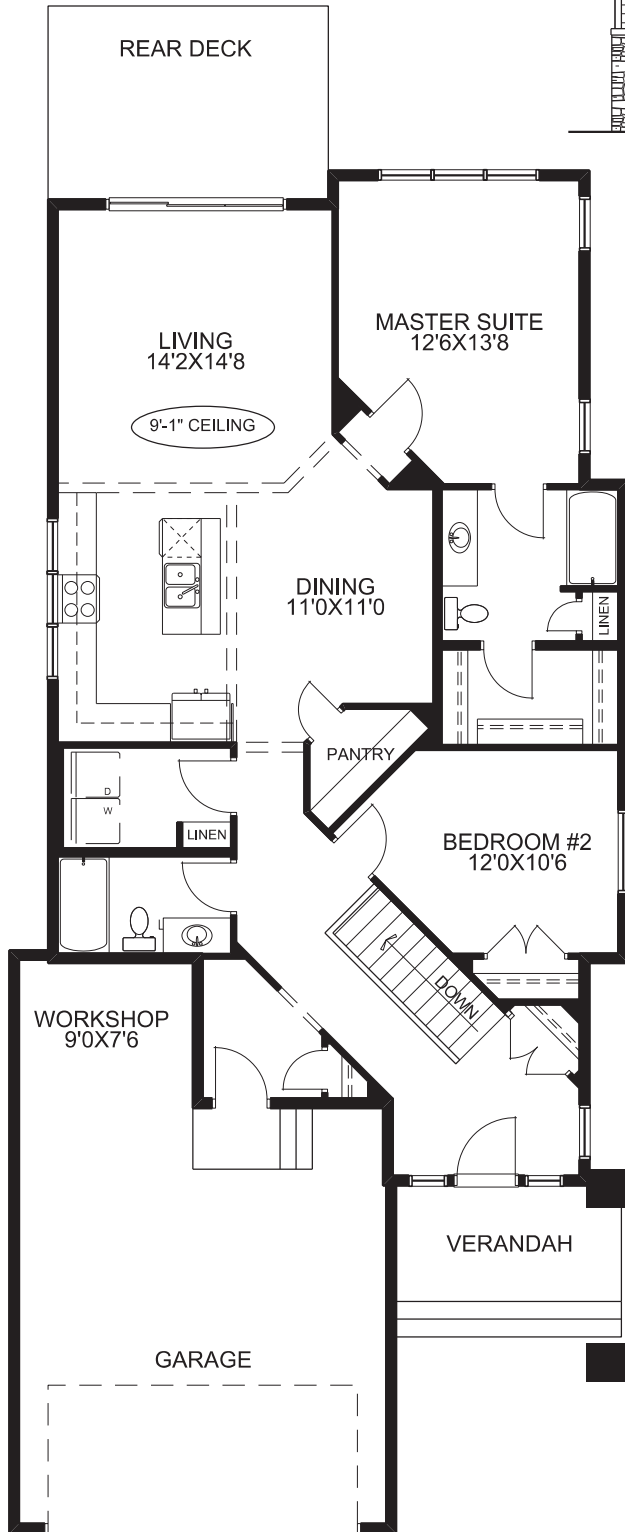 REAR DECK
LIVING
14'2X14'8
9'-1" CEILING
MASTER SUITE
12'6X13'8
DINING
11'0X11'0
LINEN
PANTRY
D
W
LINEN
BEDROOM #2
12'0X10'6
DOWN
WORKSHOP
9'0X7'6
VERANDAH
GARAGE